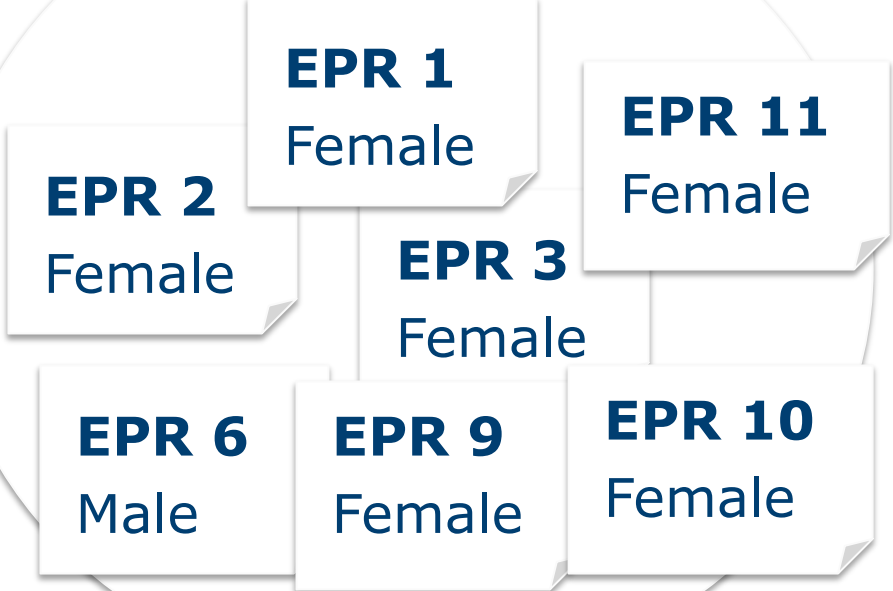 EPR 1
Female
EPR 11
Female
EPR 2
Female
EPR 3
Female
EPR 6
Male
EPR 9
Female
EPR 10
Female